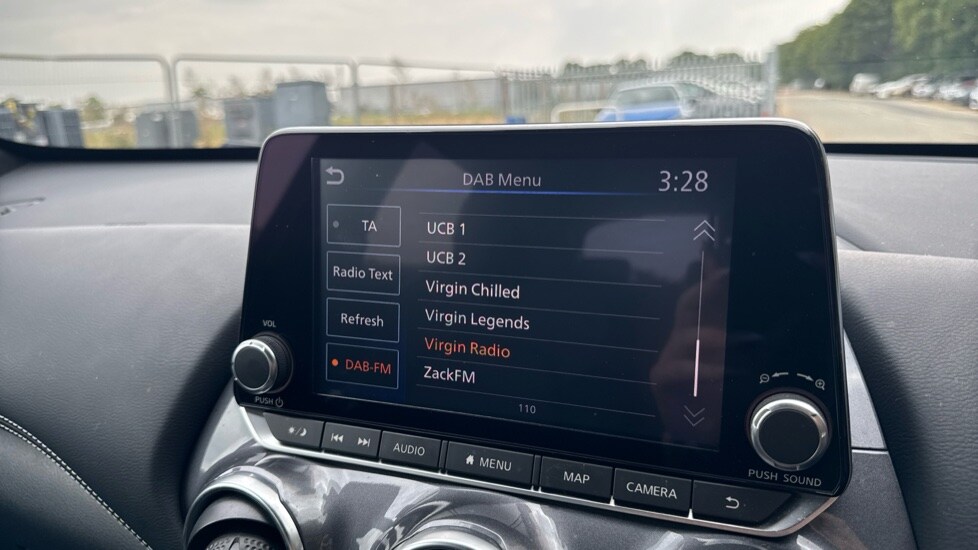 DAB Menu 3:28
TA
Radio Text
Refresh
DAB-FM
UCB 1
UCB 2
Virgin Chilled
Virgin Legends
Virgin Radio
ZackFM
110
VOL
PUSH
PUSH SOUND
AUDIO
MENU
MAP
CAMERA